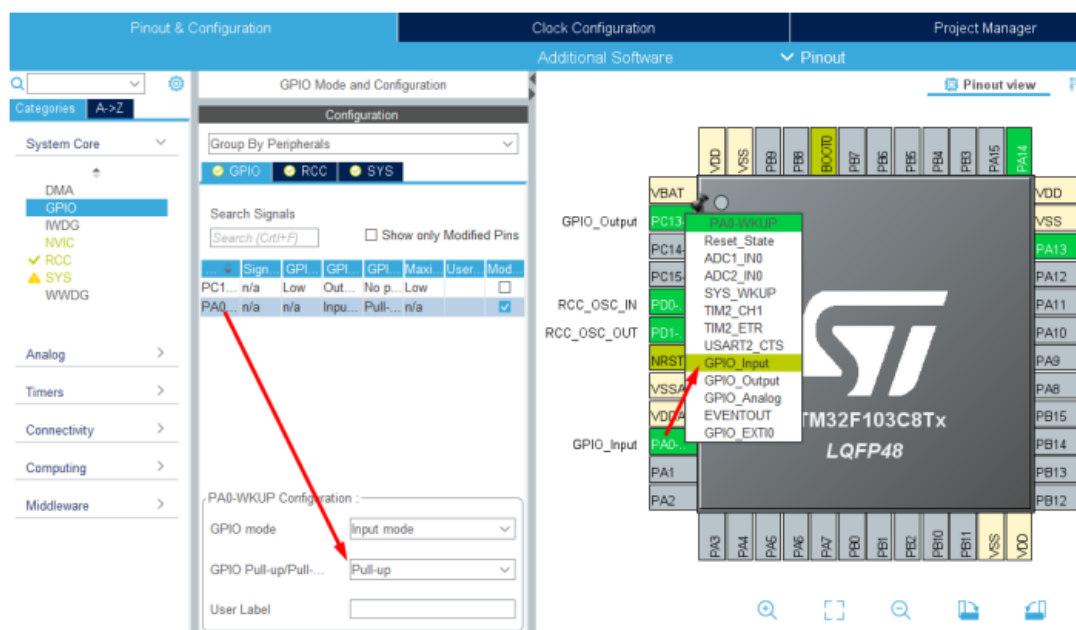 Pinout & Configuration
Clock Configuration
Project Manager
Additional Software
Pinout
Categories
A->Z
System Core
DMA
GPIO
IWDG
NVIC
RCC
SYS
WWDG
Analog
Timers
Connectivity
Computing
Middleware
GPIO Mode and Configuration
Configuration
Group By Peripherals
GPIO RCC SYS
Search Signals
Search (Crtl+F)
Show only Modified Pins
... Sign... GPI... GPI... GPI... Maxi... User ... Mod...
PC1... n/a Low Out... No p... Low
PA0... n/a n/a Inpu... Pull-... n/a
PA0-WKUP Configuration :
GPIO mode
Input mode
GPIO Pull-up/Pull-...
Pull-up
User Label
Pinout view
VDD VSS PB9 PB8 BOOT0 PB7 PB6 PB5 PB4 PB3 PA15 PA14
VBAT
GPIO_Output PC13-
PC14-
PC15-
RCC_OSC_IN PD0-..
RCC_OSC_OUT PD1-..
NRST
VSSA
VDDA
GPIO_Input PA0-..
PA1
PA2
PA0-WKUP
Reset_State
ADC1_IN0
ADC2_IN0
SYS_WKUP
TIM2_CH1
TIM2_ETR
USART2_CTS
GPIO_Input
GPIO_Output
GPIO_Analog
EVENTOUT
GPIO_EXTI0
ST
TM32F103C8Tx
LQFP48
VDD
VSS
PA13
PA12
PA11
PA10
PA9
PA8
PB15
PB14
PB13
PB12
PA3 PA4 PA5 PA6 PA7 PB0 PB1 PB2 PB10 PB11 VSS VDD